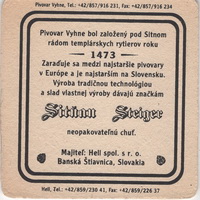 Pivovar Vyhne, Tel.: +42/857/916 231, fax: +42/857/916 234
Pivovar Vyhne bol založený pod Sitnom
rádom templárskych rytierov roku
1473
Zaraďuje sa medzi najstaršie pivovary
v Európe a je najstarším na Slovensku.
Výroba tradičnou technológiou
a slad vlastnej výroby dávajú značkám
Sitňan Steiger
neopakovateľnú chuť.
Majiteľ: Hell spol. s r. o.
Banská Štiavnica, Slovakia
Hell, Tel.: +42/859/230 41, Fax: +42/859/226 37